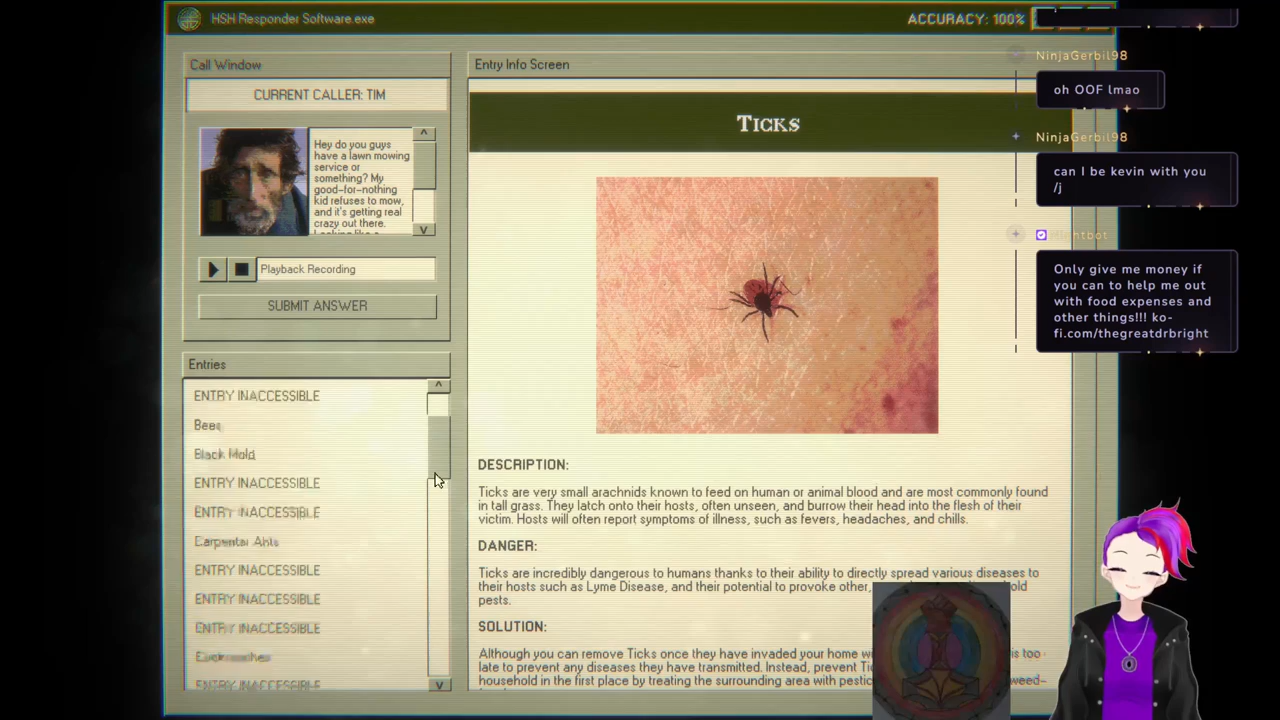 HSH Responder Software.exe
ACCURACY: 100%
Call Window
CURRENT CALLER: TIM
Hey do you guys
have a lawn mowing
service or
something? My
good-for-nothing
kid refuses to mow,
and it's getting real
crazy out there.
Playback Recording
SUBMIT ANSWER
Entries
ENTRY INACCESSIBLE
Bees
Black Mold
ENTRY INACCESSIBLE
ENTRY INACCESSIBLE
Carpenter Ants
ENTRY INACCESSIBLE
ENTRY INACCESSIBLE
ENTRY INACCESSIBLE
Cockroaches
ENTRY INACCESSIBLE
Entry Info Screen
TICKS
DESCRIPTION:
Ticks are very small arachnids known to feed on human or animal blood and are most commonly found
in tall grass. They latch onto their hosts, often unseen, and burrow their head into the flesh of their
victim. Hosts will often report symptoms of illness, such as fevers, headaches, and chills.
DANGER:
Ticks are incredibly dangerous to humans thanks to their ability to directly spread various diseases to
their hosts such as Lyme Disease, and their potential to provoke other,
pests.
SOLUTION:
Although you can remove Ticks once they have invaded your home is too
late to prevent any diseases they have transmitted. Instead, prevent
household in the first place by treating the surrounding area with weed-
NinjaGerbil98
oh OOF lmao
NinjaGerbil98
can I be kevin with you
/j
Nightbot
Only give me money if
you can to help me out
with food expenses and
other things!!! ko-
fi.com/thegreatdrbright